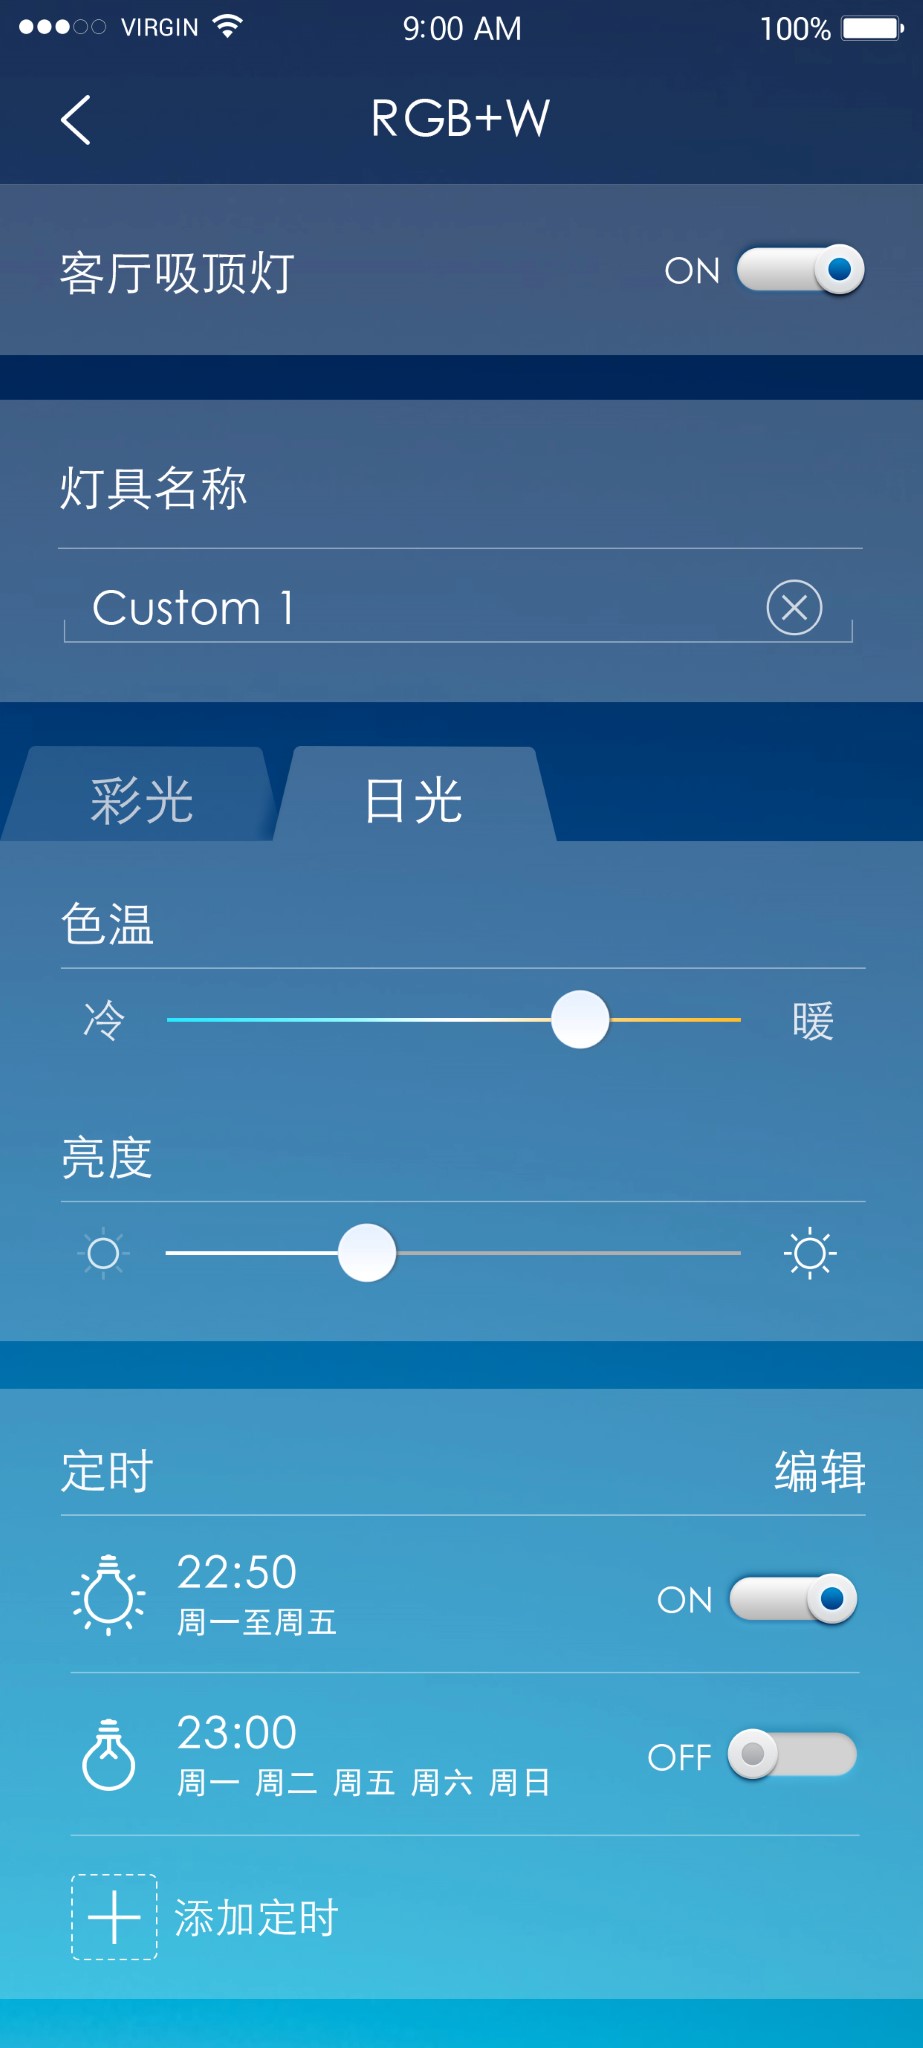 VIRGIN 9:00 AM 100%
RGB+W
客厅吸顶灯 ON
灯具名称
Custom 1
彩光 日光
色温
冷 暖
亮度
定时 编辑
22:50
周一至周五
ON
23:00
周一 周二 周五 周六 周日
OFF
添加定时